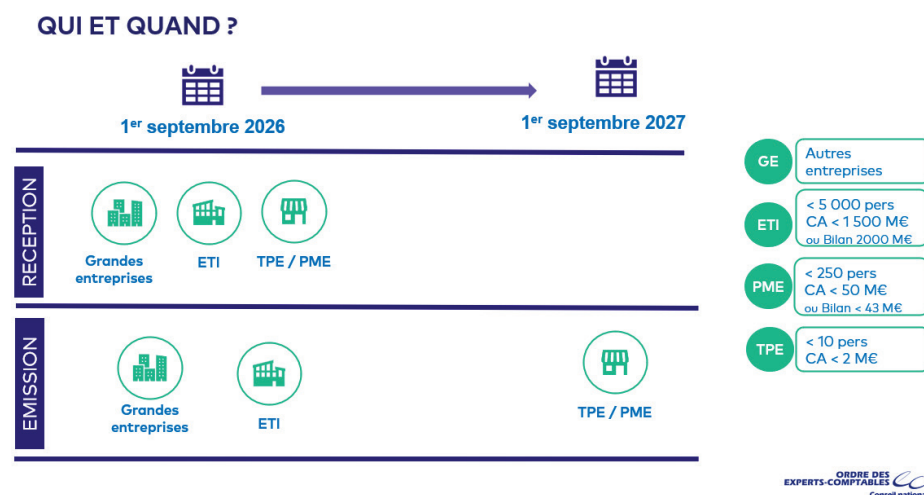 QUI ET QUAND ?
1er septembre 2026
1er septembre 2027
RECEPTION
Grandes
entreprises
ETI
TPE / PME
EMISSION
Grandes
entreprises
ETI
TPE / PME
GE
Autres
entreprises
ETI
< 5 000 pers
CA < 1 500 M€
ou Bilan 2000 M€
PME
< 250 pers
CA < 50 M€
ou Bilan < 43 M€
TPE
< 10 pers
CA < 2 M€
ORDRE DES
EXPERTS-COMPTABLES
Conseil nation